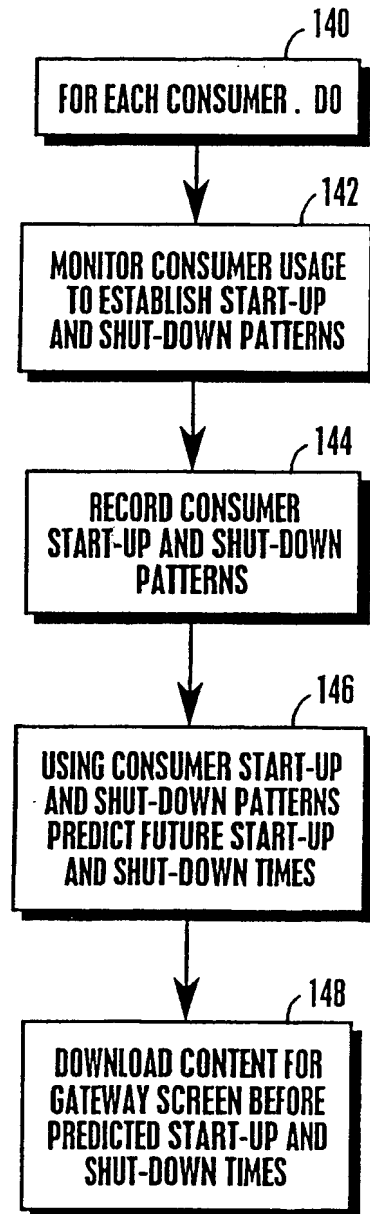 140
FOR EACH CONSUMER . DO
142
MONITOR CONSUMER USAGE
TO ESTABLISH START-UP
AND SHUT-DOWN PATTERNS
144
RECORD CONSUMER
START-UP AND SHUT-DOWN
PATTERNS
146
USING CONSUMER START-UP
AND SHUT-DOWN PATTERNS
PREDICT FUTURE START-UP
AND SHUT-DOWN TIMES
148
DOWNLOAD CONTENT FOR
GATEWAY SCREEN BEFORE
PREDICTED START-UP AND
SHUT-DOWN TIMES